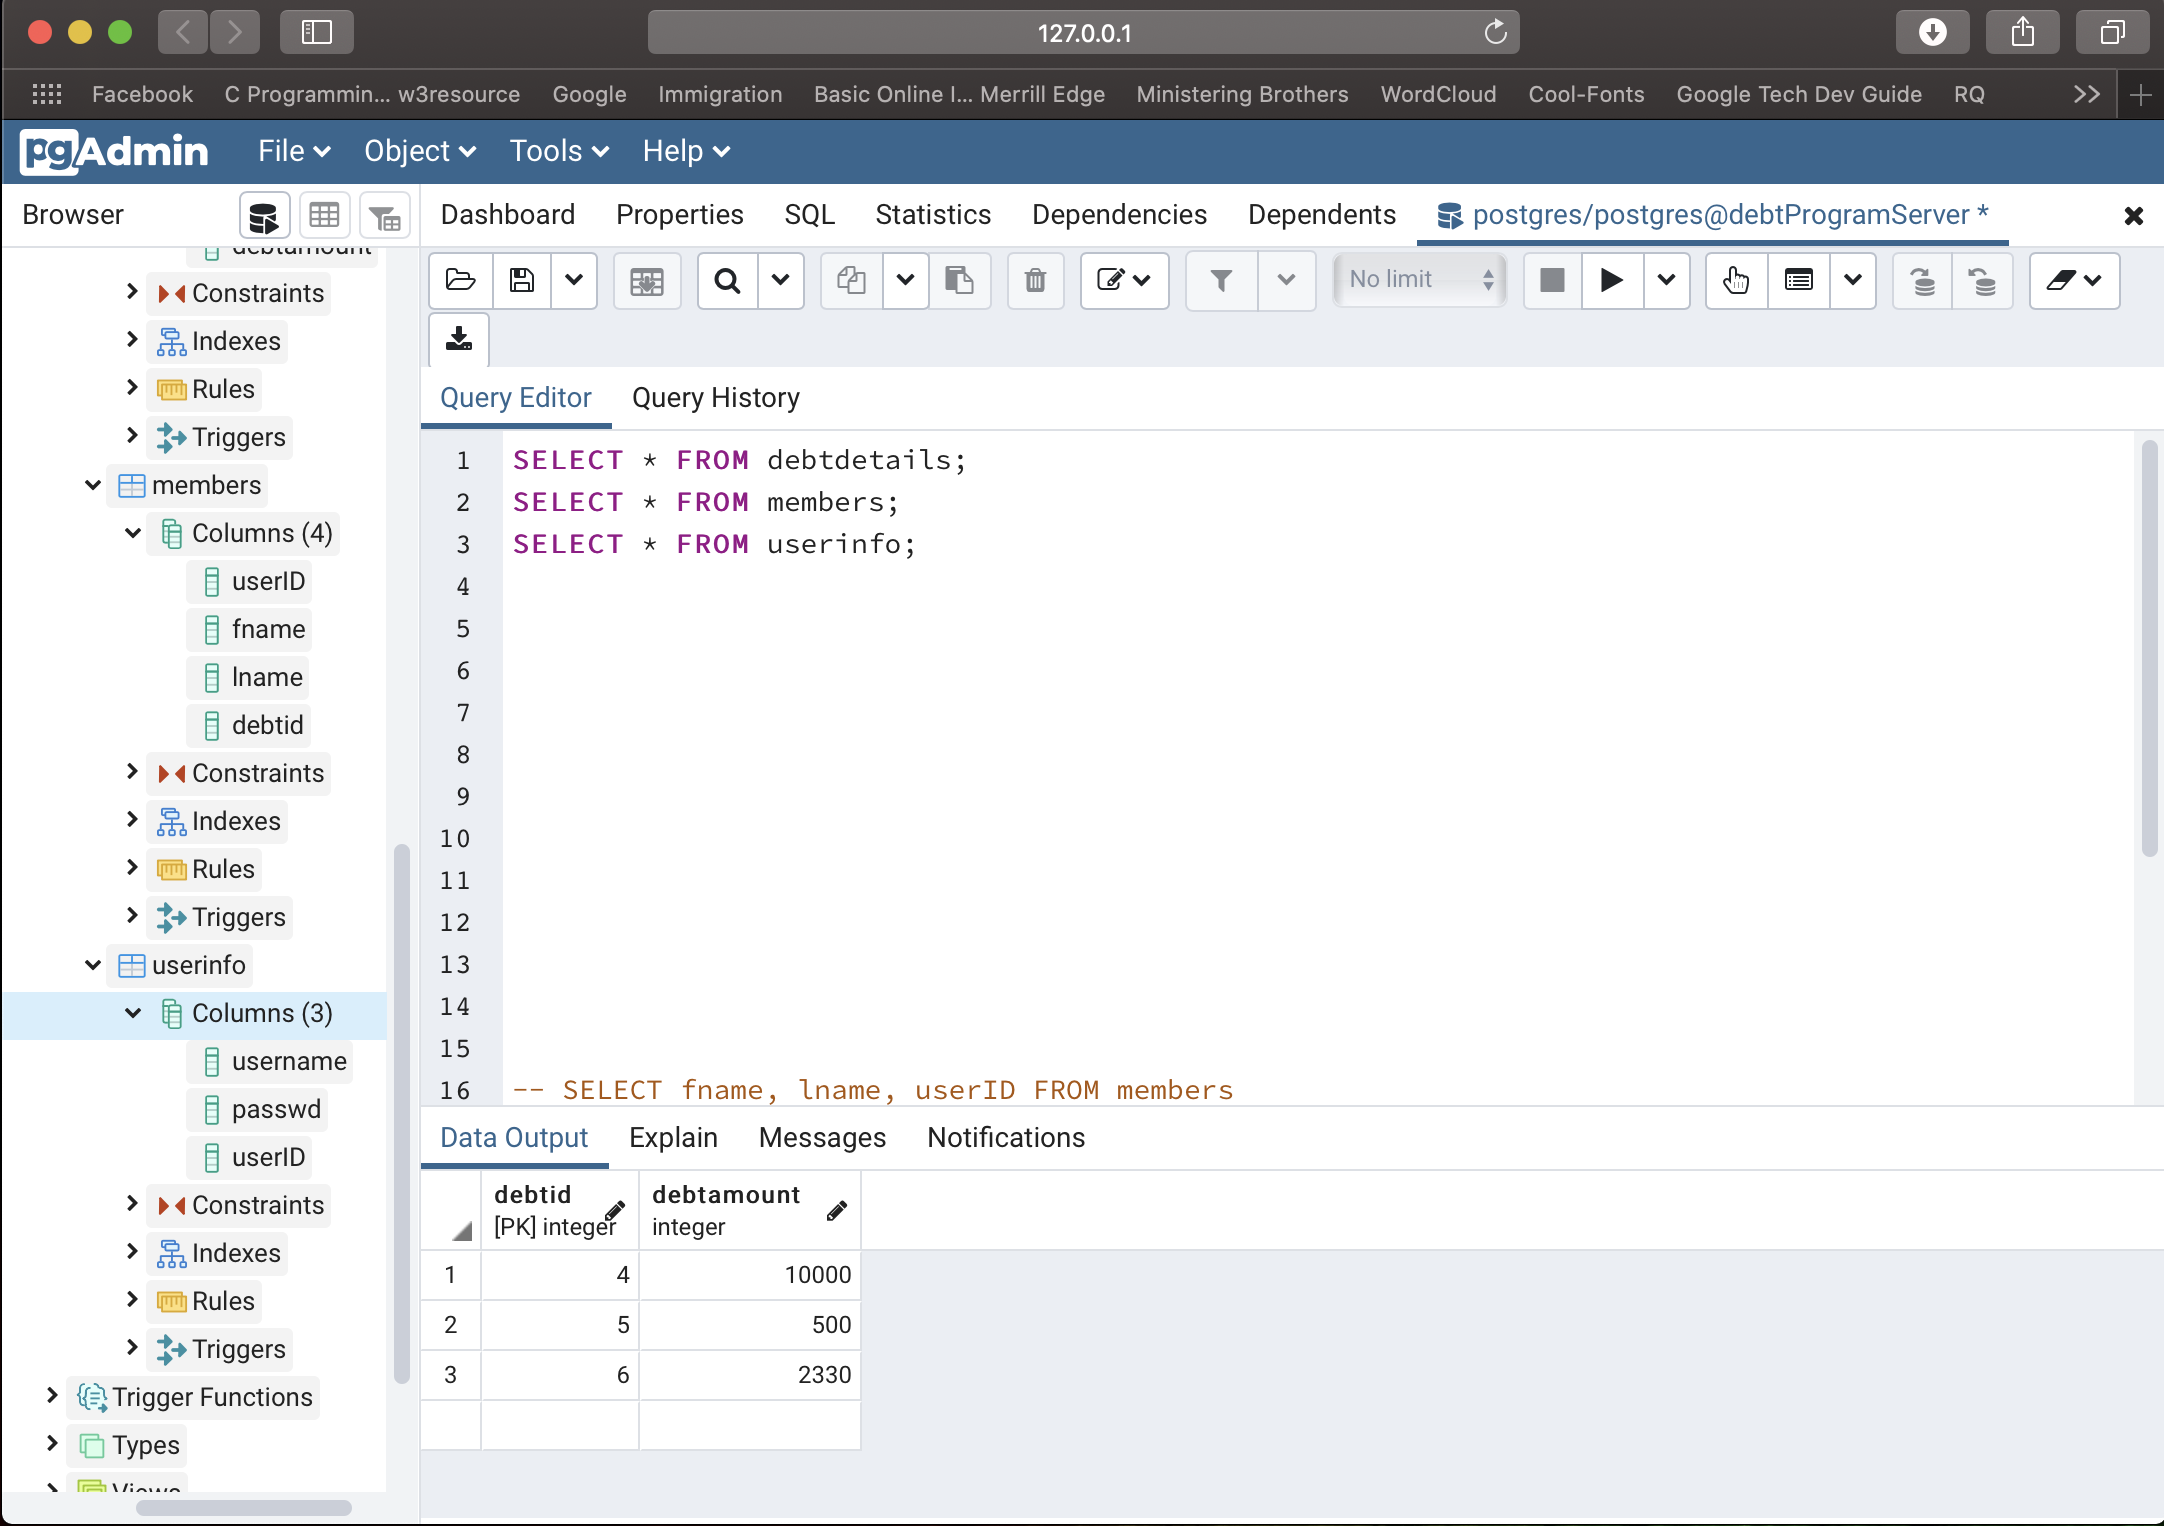 127.0.0.1
Facebook C Programmin... w3resource Google Immigration Basic Online I... Merrill Edge Ministering Brothers WordCloud Cool-Fonts Google Tech Dev Guide RQ
pgAdmin File Object Tools Help
Browser Dashboard Properties SQL Statistics Dependencies Dependents postgres/postgres@debtProgramServer *
No limit
debtamount
Constraints
Indexes
Rules
Triggers
members
Columns (4)
userID
fname
lname
debtid
Constraints
Indexes
Rules
Triggers
userinfo
Columns (3)
username
passwd
userID
Constraints
Indexes
Rules
Triggers
Trigger Functions
Types
Views
Query Editor Query History
1 SELECT * FROM debtdetails;
2 SELECT * FROM members;
3 SELECT * FROM userinfo;
4
5
6
7
8
9
10
11
12
13
14
15
16 -- SELECT fname, lname, userID FROM members
Data Output Explain Messages Notifications
debtid debtamount
[PK] integer integer
1 4 10000
2 5 500
3 6 2330